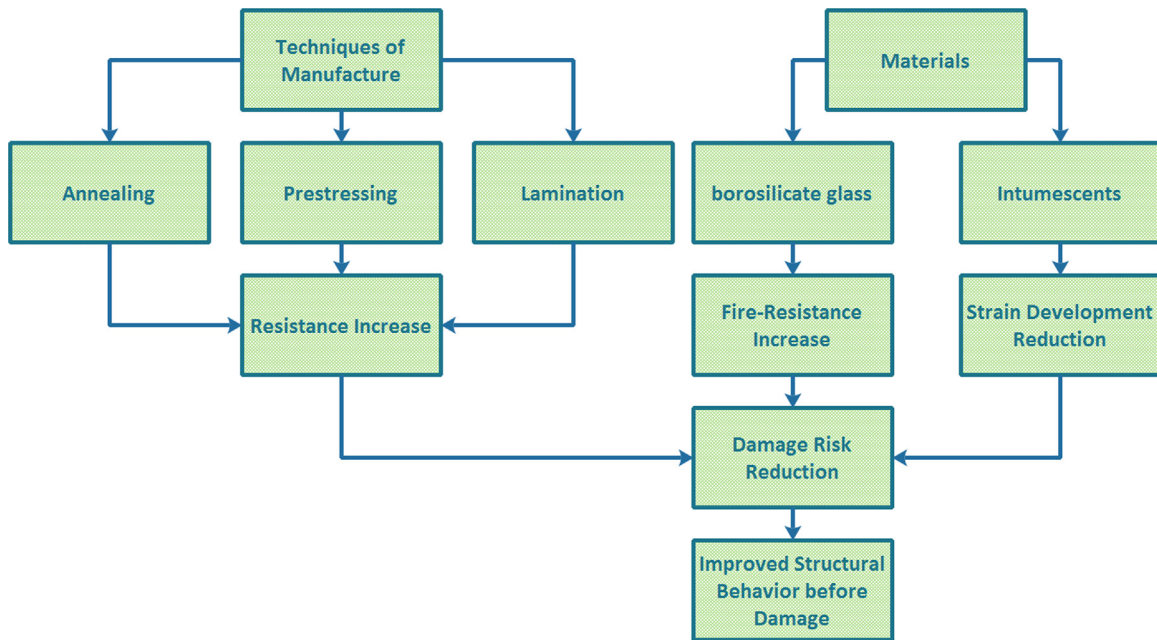 Techniques of
Manufacture
Materials
Annealing
Prestressing
Lamination
borosilicate glass
Intumescents
Resistance Increase
Fire-Resistance
Increase
Strain Development
Reduction
Damage Risk
Reduction
Improved Structural
Behavior before
Damage